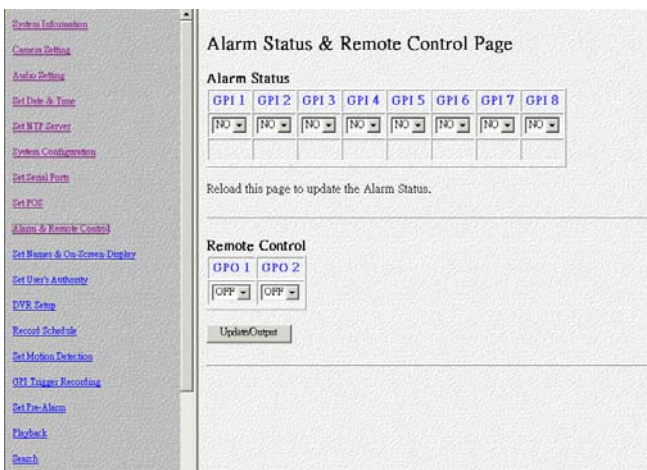 System Information
Camera Setting
Audio Setting
Set Date & Time
Set NTP Server
System Configuration
Set Serial Ports
Set POS
Alarm & Remote Control
Set Names & On-Screen Display
Set User's Authority
DVR Setup
Record Schedule
Set Motion Detection
GPI Trigger Recording
Set Pre-Alarm
Playback
Search
Alarm Status & Remote Control Page
Alarm Status
GPI 1 GPI 2 GPI 3 GPI 4 GPI 5 GPI 6 GPI 7 GPI 8
NO NO NO NO NO NO NO NO
Reload this page to update the Alarm Status.
Remote Control
GPO 1 GPO 2
OFF OFF
Update/Output